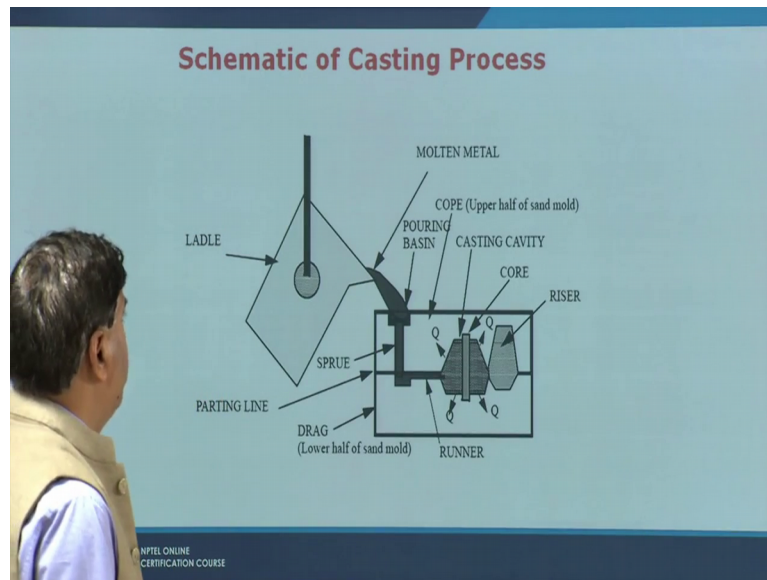 Schematic of Casting Process
MOLTEN METAL
COPE (Upper half of sand mold)
POURING
BASIN
CASTING CAVITY
LADLE
CORE
RISER
Q
Q
SPRUE
PARTING LINE
Q
Q
DRAG
(Lower half of sand mold)
RUNNER
NPTEL ONLINE
CERTIFICATION COURSE